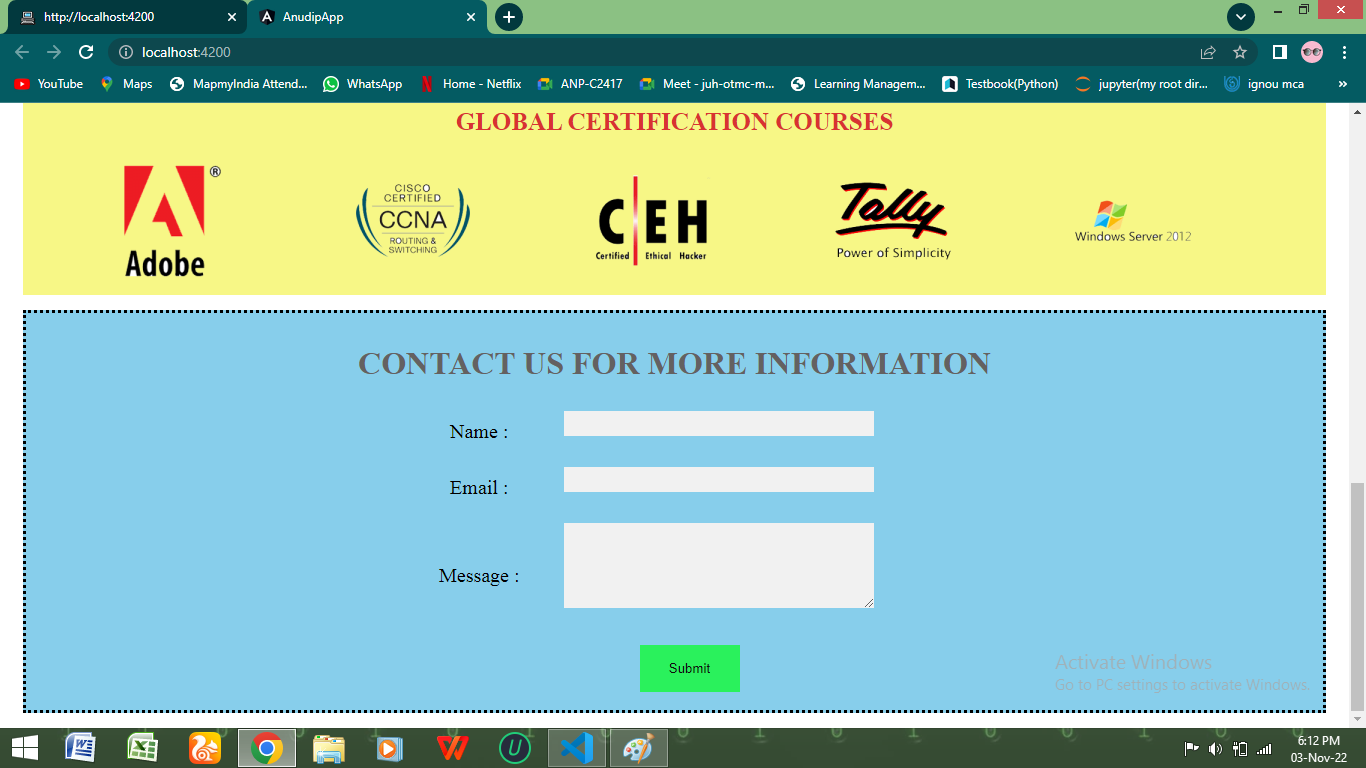 http://localhost:4200
AnudipApp
localhost:4200
YouTube
Maps
MapmyIndia Attend...
WhatsApp
Home - Netflix
ANP-C2417
Meet - juh-otmc-m...
Learning Managem...
Testbook(Python)
jupyter(my root dir...
ignou mca
»
GLOBAL CERTIFICATION COURSES
®
Adobe
CISCO
CERTIFIED
CCNA
ROUTING &
SWITCHING
C|EH
Certified Ethical Hacker
Tally
Power of Simplicity
Windows Server 2012
CONTACT US FOR MORE INFORMATION
Name :
Email :
Message :
Submit
Activate Windows
Go to PC settings to activate Windows.
6:12 PM
03-Nov-22